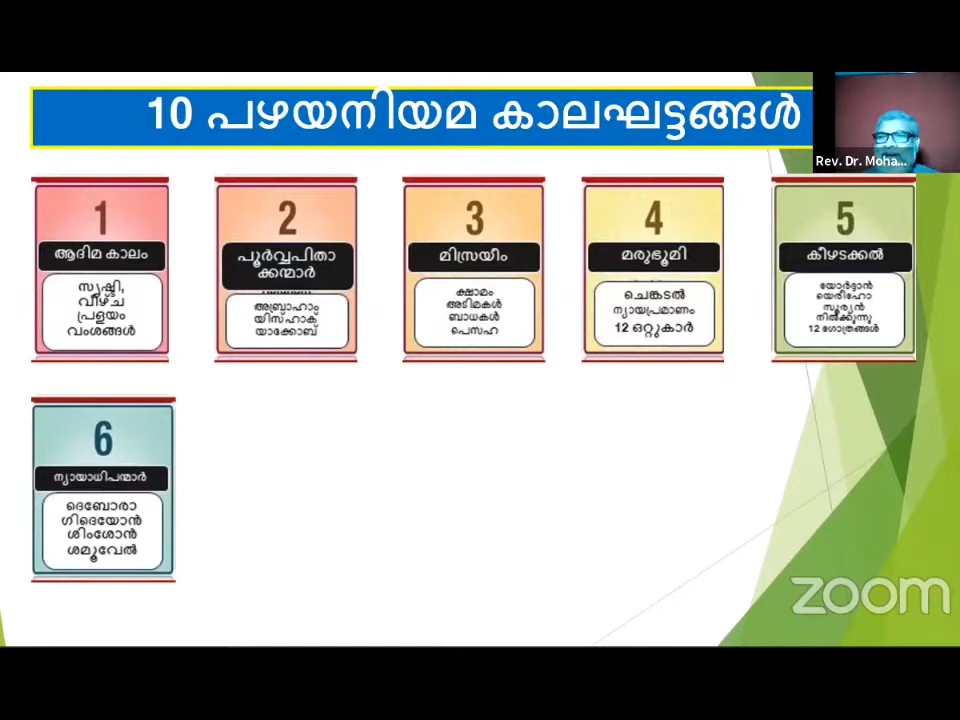 10 പഴയനിയമ കാലഘട്ടങ്ങൾ
Rev. Dr. Moha...
1
ആദിമ കാലം
സൃഷ്ടി,
വീഴ്ച
പ്രളയം
വംശങ്ങൾ
2
പൂർവ്വപിതാ
ക്കന്മാർ
അബ്രാഹാം
യിസ്ഹാക്
യാക്കോബ്
3
മിസ്രയീം
ക്ഷാമം
അടിമകൾ
ബാധകൾ
പെസഹ
4
മരുഭൂമി
ചെങ്കടൽ
ന്യായപ്രമാണം
12 ഒറ്റുകാർ
5
കീഴടക്കൽ
യോർദ്ദാൻ
യെരീഹോ
സൂര്യൻ
നിൽക്കുന്നു
12 ഗോത്രങ്ങൾ
6
ന്യായാധിപന്മാർ
ദെബോരാ
ഗിദെയോൻ
ശിംശോൻ
ശമൂവേൽ
zoom